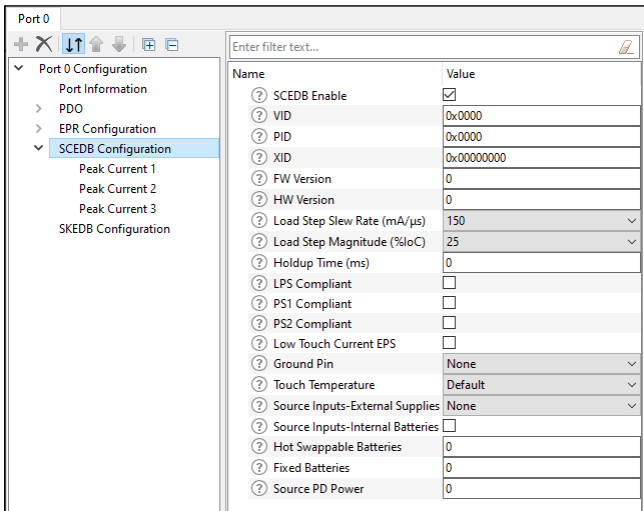 Port 0
Enter filter text...
Port 0 Configuration
Port Information
PDO
EPR Configuration
SCEDB Configuration
Peak Current 1
Peak Current 2
Peak Current 3
SKEDB Configuration
Name Value
SCEDB Enable
VID 0x0000
PID 0x0000
XID 0x00000000
FW Version 0
HW Version 0
Load Step Slew Rate (mA/µs) 150
Load Step Magnitude (%IoC) 25
Holdup Time (ms) 0
LPS Compliant
PS1 Compliant
PS2 Compliant
Low Touch Current EPS
Ground Pin None
Touch Temperature Default
Source Inputs-External Supplies None
Source Inputs-Internal Batteries
Hot Swappable Batteries 0
Fixed Batteries 0
Source PD Power 0